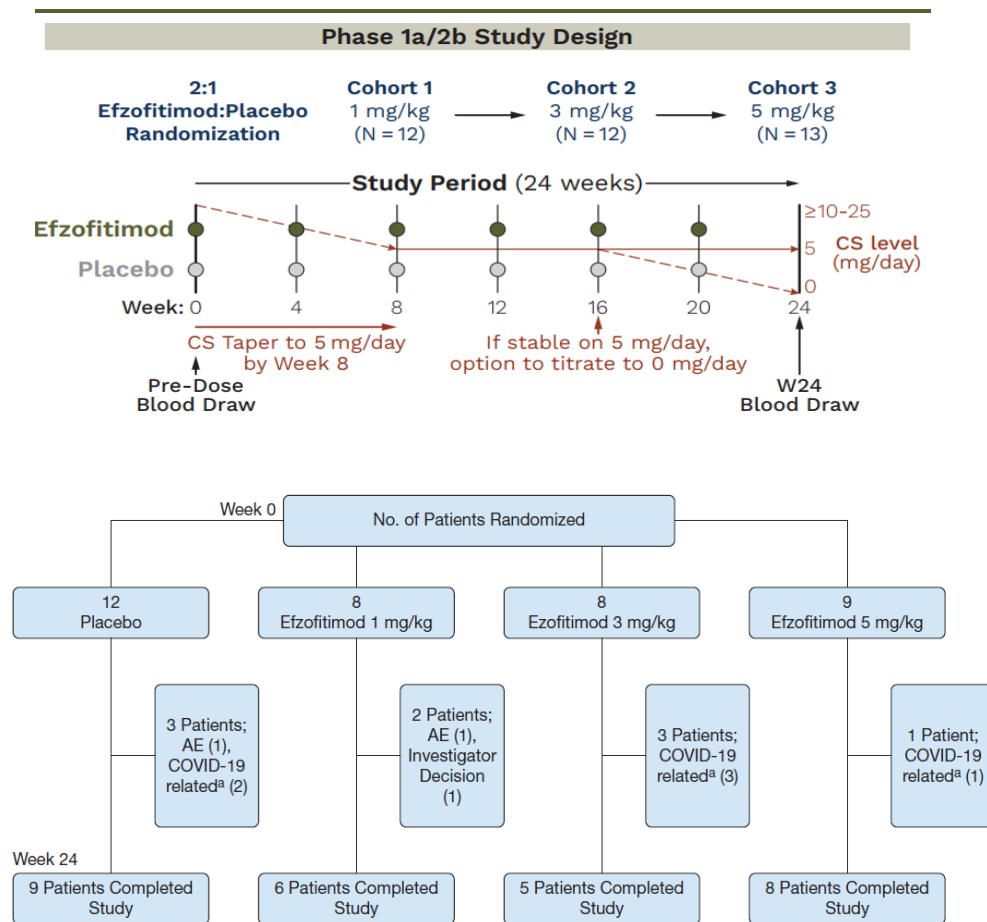 Phase 1a/2b Study Design
2:1
Efzofitimod:Placebo
Randomization
Cohort 1
1 mg/kg
(N = 12)
Cohort 2
3 mg/kg
(N = 12)
Cohort 3
5 mg/kg
(N = 13)
Study Period (24 weeks)
Efzofitimod
Placebo
≥10-25
5
0
CS level
(mg/day)
Week: 0 4 8 12 16 20 24
CS Taper to 5 mg/day
by Week 8
If stable on 5 mg/day,
option to titrate to 0 mg/day
Pre-Dose
Blood Draw
W24
Blood Draw
Week 0
No. of Patients Randomized
12
Placebo
8
Efzofitimod 1 mg/kg
8
Ezofitimod 3 mg/kg
9
Efzofitimod 5 mg/kg
3 Patients;
AE (1),
COVID-19
relatedᵃ (2)
2 Patients;
AE (1),
Investigator
Decision
(1)
3 Patients;
COVID-19
relatedᵃ (3)
1 Patient;
COVID-19
relatedᵃ (1)
Week 24
9 Patients Completed
Study
6 Patients Completed
Study
5 Patients Completed
Study
8 Patients Completed
Study